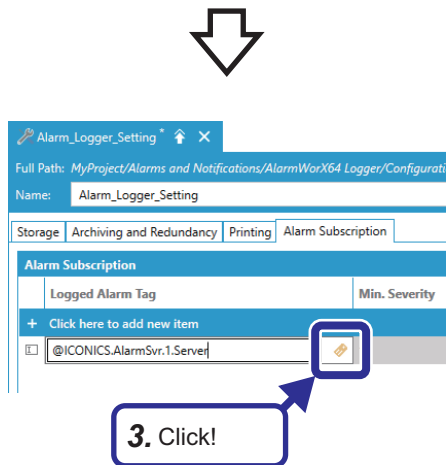 Alarm_Logger_Setting *
Full Path: MyProject/Alarms and Notifications/AlarmWorX64 Logger/Configurati
Name: Alarm_Logger_Setting
Storage Archiving and Redundancy Printing Alarm Subscription
Alarm Subscription
Logged Alarm Tag Min. Severity
+ Click here to add new item
@ICONICS.AlarmSvr.1.Server
3. Click!